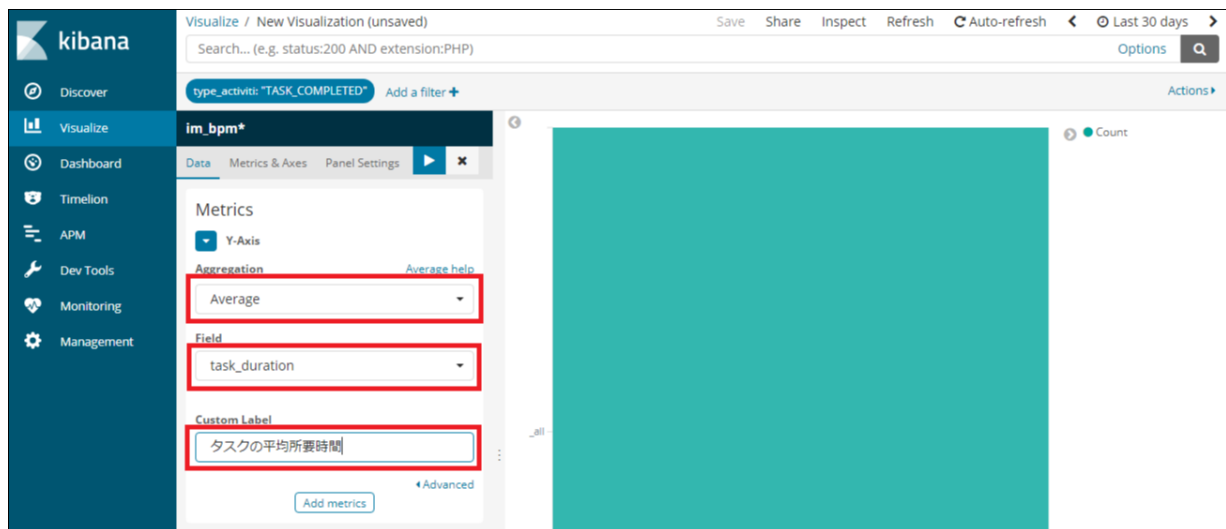 kibana
Discover
Visualize
Dashboard
Timelion
APM
Dev Tools
Monitoring
Management
Visualize / New Visualization (unsaved)
Save Share Inspect Refresh Auto-refresh Last 30 days
Search... (e.g. status:200 AND extension:PHP)
Options
type_activiti: "TASK_COMPLETED" Add a filter +
Actions
im_bpm*
Data Metrics & Axes Panel Settings
Metrics
Y-Axis
Aggregation Average help
Average
Field
task_duration
Custom Label
タスクの平均所要時間
Advanced
Add metrics
_all
Count